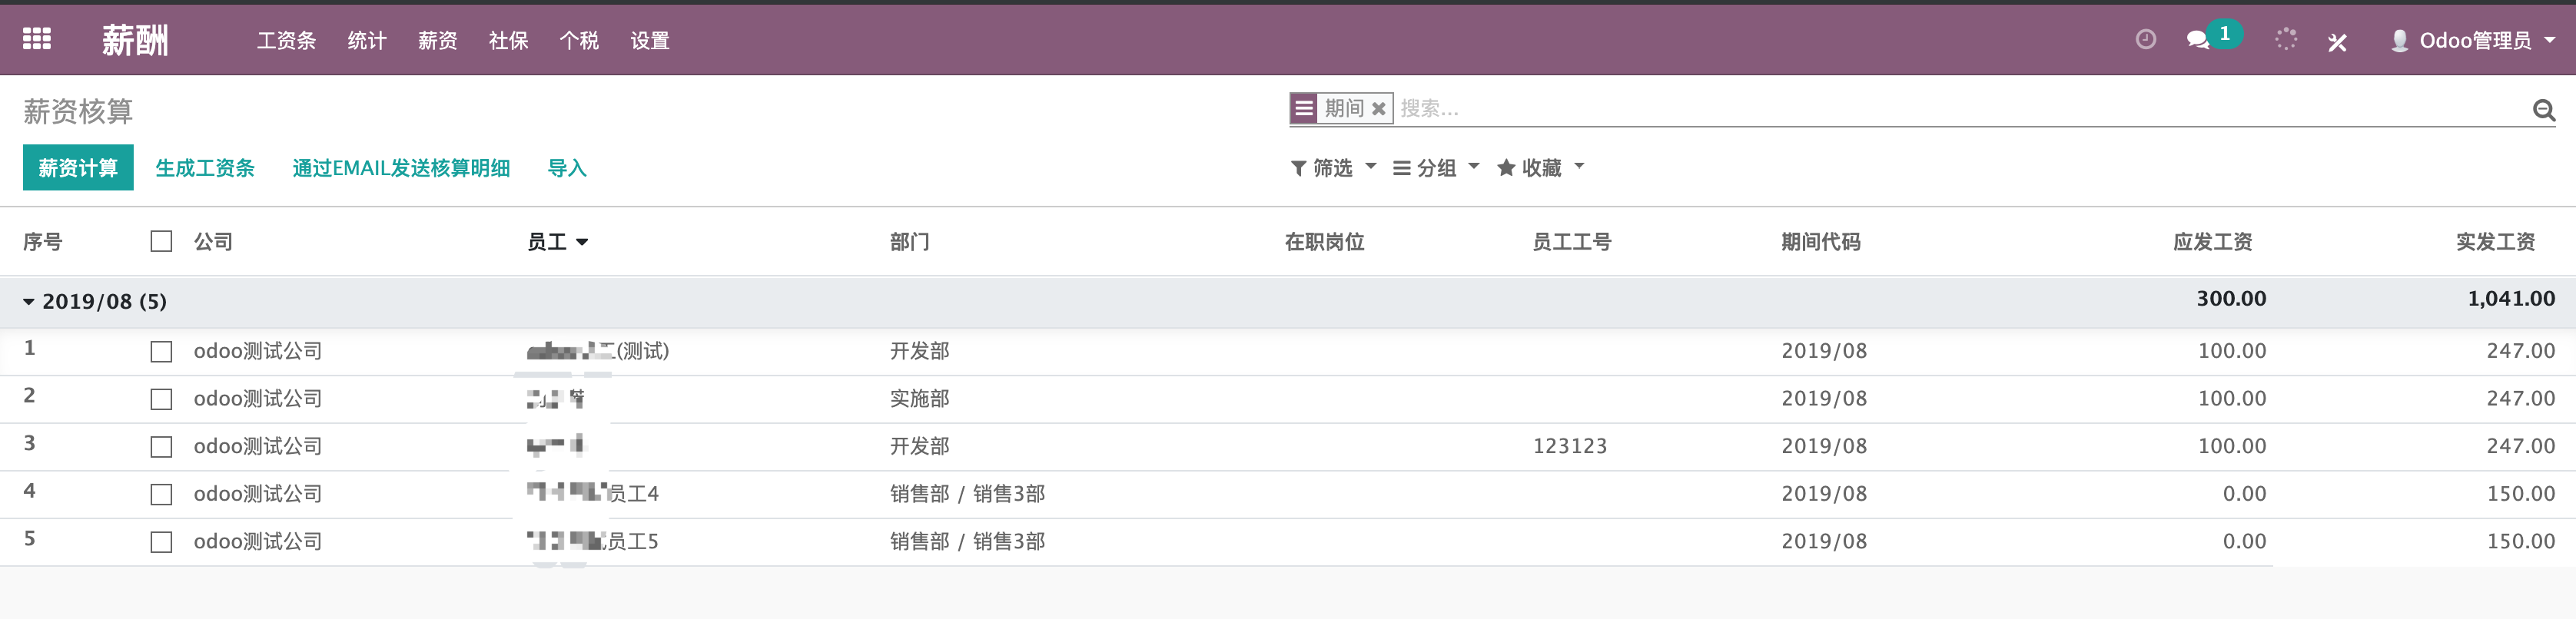 薪酬 工资条 统计 薪资 社保 个税 设置 1 Odoo管理员
薪资核算 期间 搜索...
薪资计算 生成工资条 通过EMAIL发送核算明细 导入 筛选 分组 收藏
序号 公司 员工 部门 在职岗位 员工工号 期间代码 应发工资 实发工资
2019/08 (5) 300.00 1,041.00
1 odoo测试公司 (测试) 开发部 2019/08 100.00 247.00
2 odoo测试公司 实施部 2019/08 100.00 247.00
3 odoo测试公司 开发部 123123 2019/08 100.00 247.00
4 odoo测试公司 员工4 销售部 / 销售3部 2019/08 0.00 150.00
5 odoo测试公司 员工5 销售部 / 销售3部 2019/08 0.00 150.00